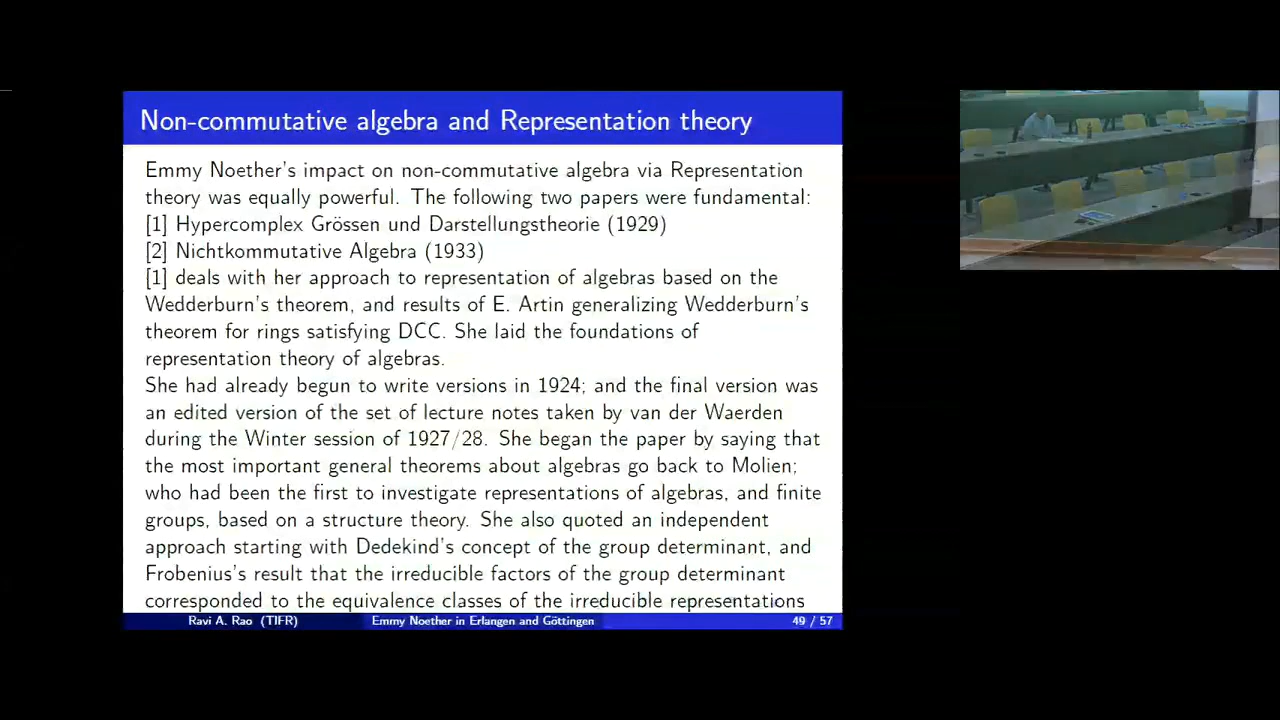 Non-commutative algebra and Representation theory
Emmy Noether's impact on non-commutative algebra via Representation
theory was equally powerful. The following two papers were fundamental:
[1] Hypercomplex Grössen und Darstellungstheorie (1929)
[2] Nichtkommutative Algebra (1933)
[1] deals with her approach to representation of algebras based on the
Wedderburn's theorem, and results of E. Artin generalizing Wedderburn's
theorem for rings satisfying DCC. She laid the foundations of
representation theory of algebras.
She had already begun to write versions in 1924; and the final version was
an edited version of the set of lecture notes taken by van der Waerden
during the Winter session of 1927/28. She began the paper by saying that
the most important general theorems about algebras go back to Molien;
who had been the first to investigate representations of algebras, and finite
groups, based on a structure theory. She also quoted an independent
approach starting with Dedekind's concept of the group determinant, and
Frobenius's result that the irreducible factors of the group determinant
corresponded to the equivalence classes of the irreducible representations
Ravi A. Rao (TIFR) Emmy Noether in Erlangen and Göttingen 49 / 57